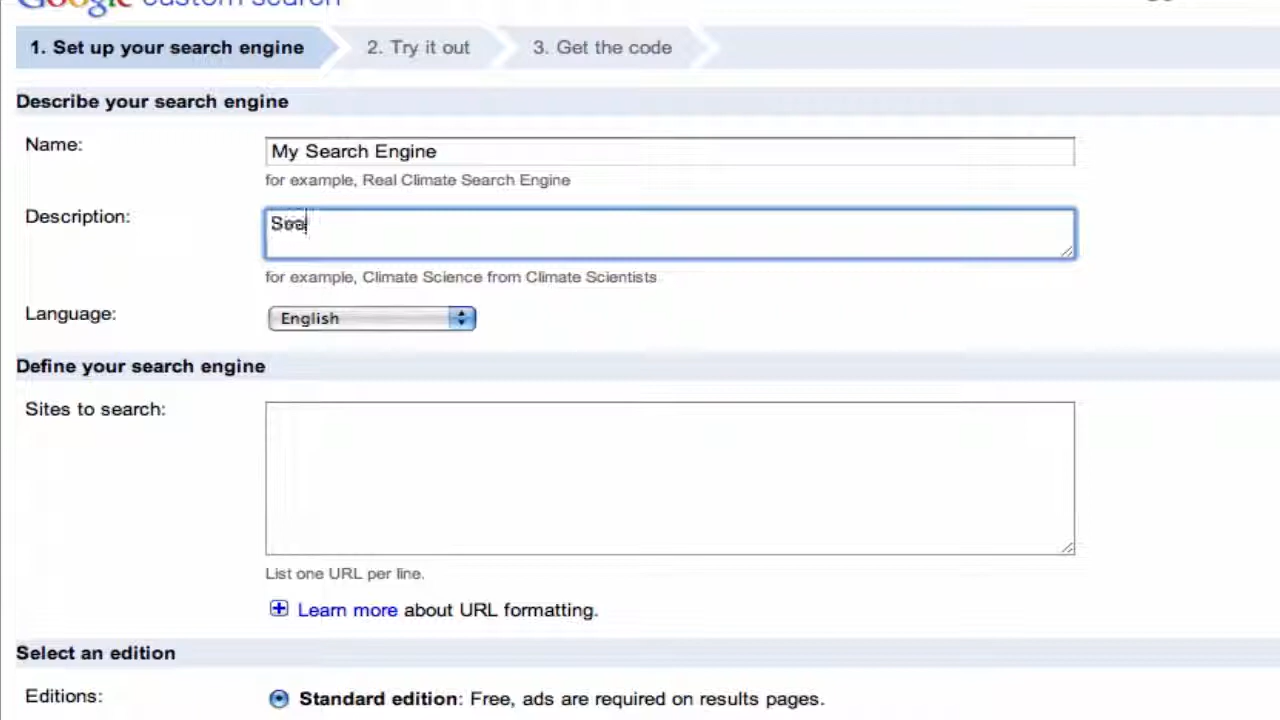 Google custom search
1. Set up your search engine
2. Try it out
3. Get the code
Describe your search engine
Name:
My Search Engine
for example, Real Climate Search Engine
Description:
for example, Climate Science from Climate Scientists
Language:
English
Define your search engine
Sites to search:
List one URL per line.
Learn more about URL formatting.
Select an edition
Editions:
Standard edition: Free, ads are required on results pages.